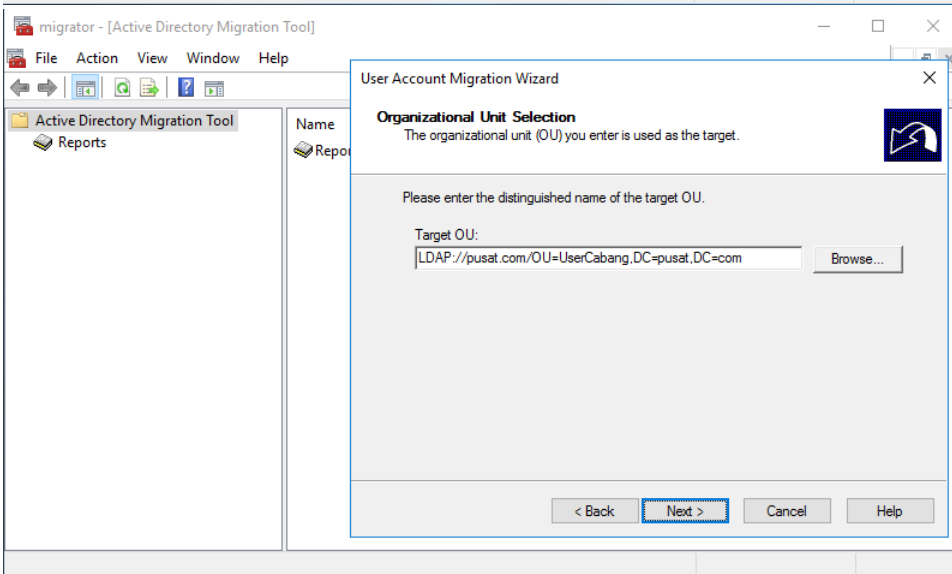 migrator - [Active Directory Migration Tool]
File Action View Window Help
Active Directory Migration Tool
Reports
Name
Repor
User Account Migration Wizard
Organizational Unit Selection
The organizational unit (OU) you enter is used as the target.
Please enter the distinguished name of the target OU.
Target OU:
LDAP://pusat.com/OU=UserCabang,DC=pusat,DC=com
Browse...
< Back Next > Cancel Help